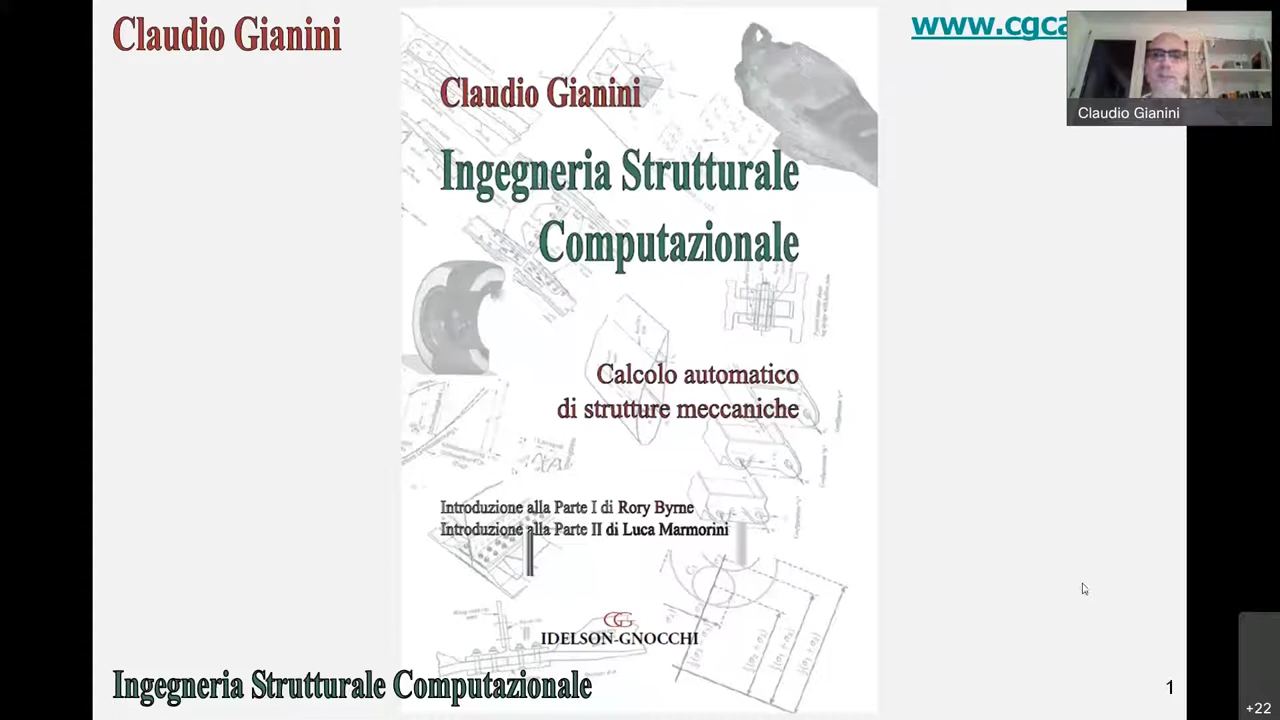 Claudio Gianini
www.cgca
Claudio Gianini
Claudio Gianini
Ingegneria Strutturale
Computazionale
Calcolo automatico
di strutture meccaniche
Introduzione alla Parte I di Rory Byrne
Introduzione alla Parte II di Luca Marmorini
CG
IDELSON-GNOCCHI
Ingegneria Strutturale Computazionale
1
+22